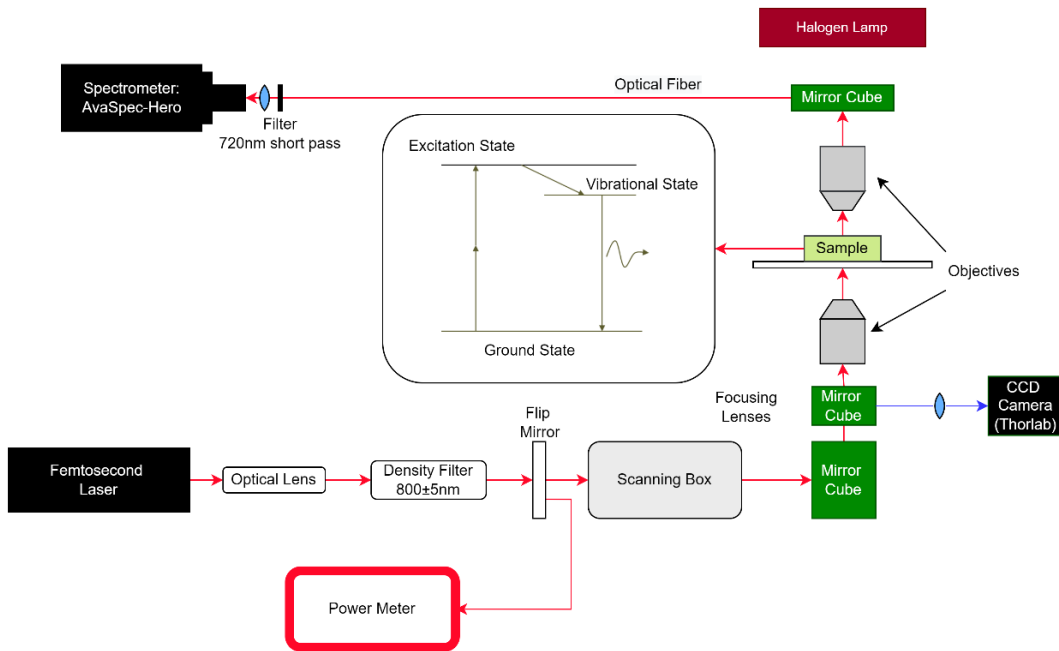 Halogen Lamp
Spectrometer:
AvaSpec-Hero
Optical Fiber
Mirror Cube
Filter
720nm short pass
Excitation State
Vibrational State
Ground State
Sample
Objectives
Focusing
Lenses
Mirror
Cube
CCD
Camera
(Thorlab)
Flip
Mirror
Femtosecond
Laser
Optical Lens
Density Filter
800±5nm
Scanning Box
Mirror
Cube
Power Meter